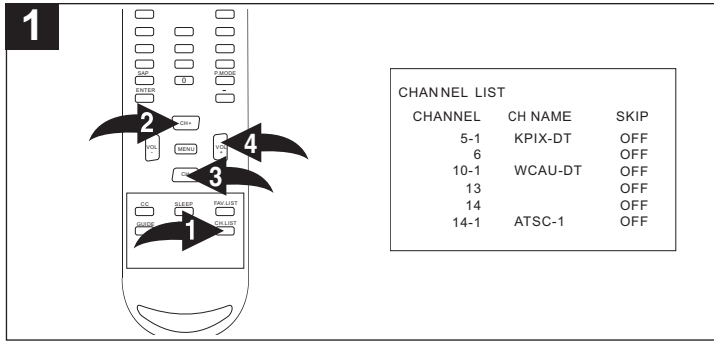 1
SAP
0
P.MODE
ENTER
–
2
CH+
VOL
-
MENU
VOL
+
4
CH
3
CC
SLEEP
FAV.LIST
GUIDE
1
CH.LIST
CHANNEL LIST
CHANNEL CH NAME SKIP
5-1 KPIX-DT OFF
6 OFF
10-1 WCAU-DT OFF
13 OFF
14 OFF
14-1 ATSC-1 OFF